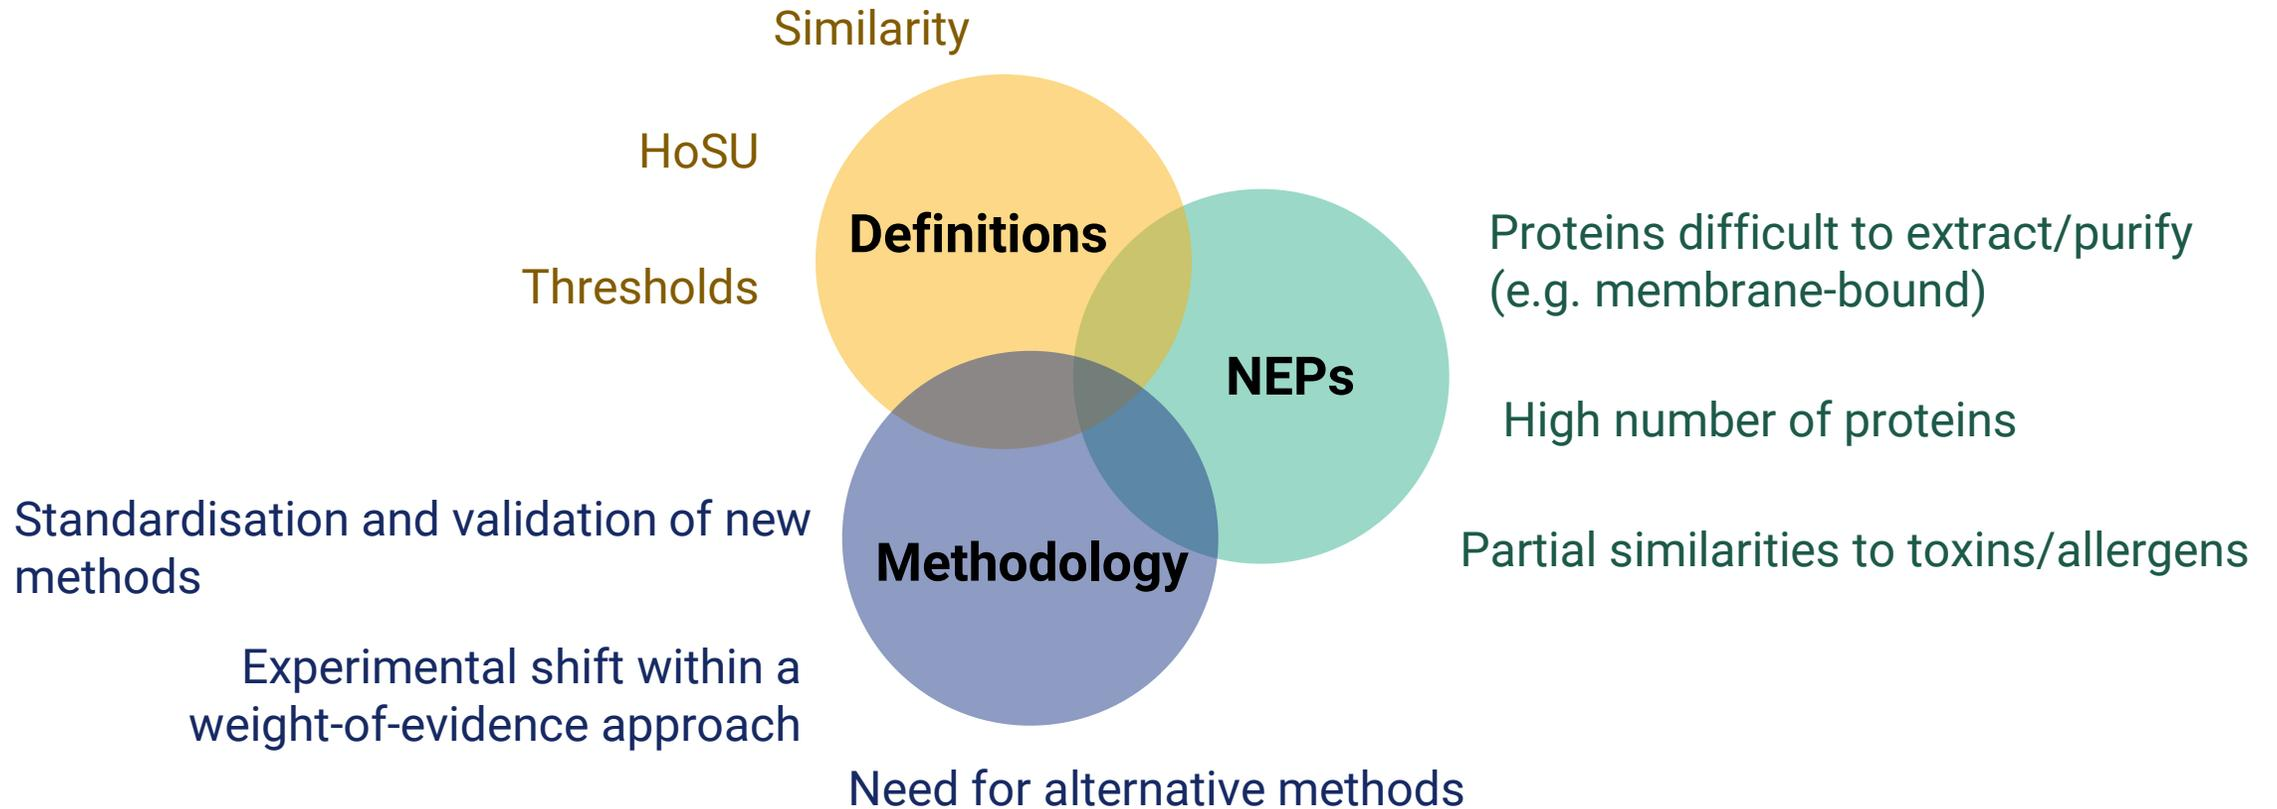 Similarity
HoSU
Definitions
Thresholds
Proteins difficult to extract/purify
(e.g. membrane-bound)
NEPs
High number of proteins
Standardisation and validation of new
methods
Methodology
Partial similarities to toxins/allergens
Experimental shift within a
weight-of-evidence approach
Need for alternative methods